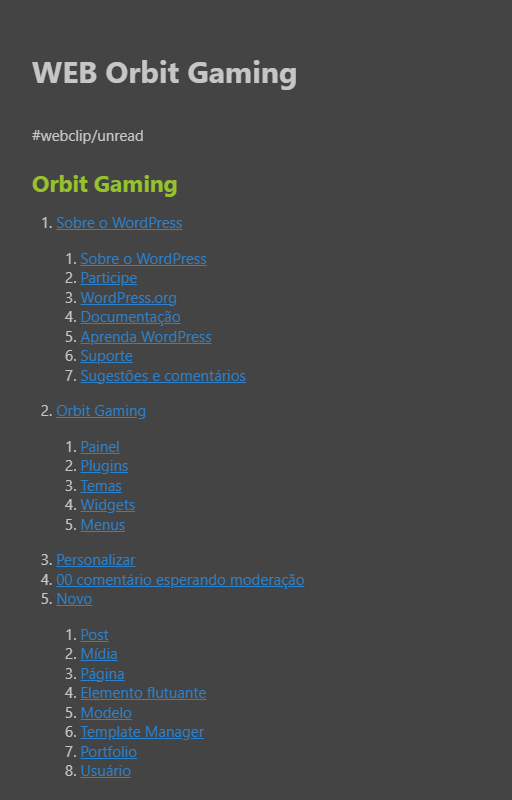 WEB Orbit Gaming
#webclip/unread
Orbit Gaming
1. Sobre o WordPress
1. Sobre o WordPress
2. Participe
3. WordPress.org
4. Documentação
5. Aprenda WordPress
6. Suporte
7. Sugestões e comentários
2. Orbit Gaming
1. Painel
2. Plugins
3. Temas
4. Widgets
5. Menus
3. Personalizar
4. 00 comentário esperando moderação
5. Novo
1. Post
2. Mídia
3. Página
4. Elemento flutuante
5. Modelo
6. Template Manager
7. Portfolio
8. Usuário